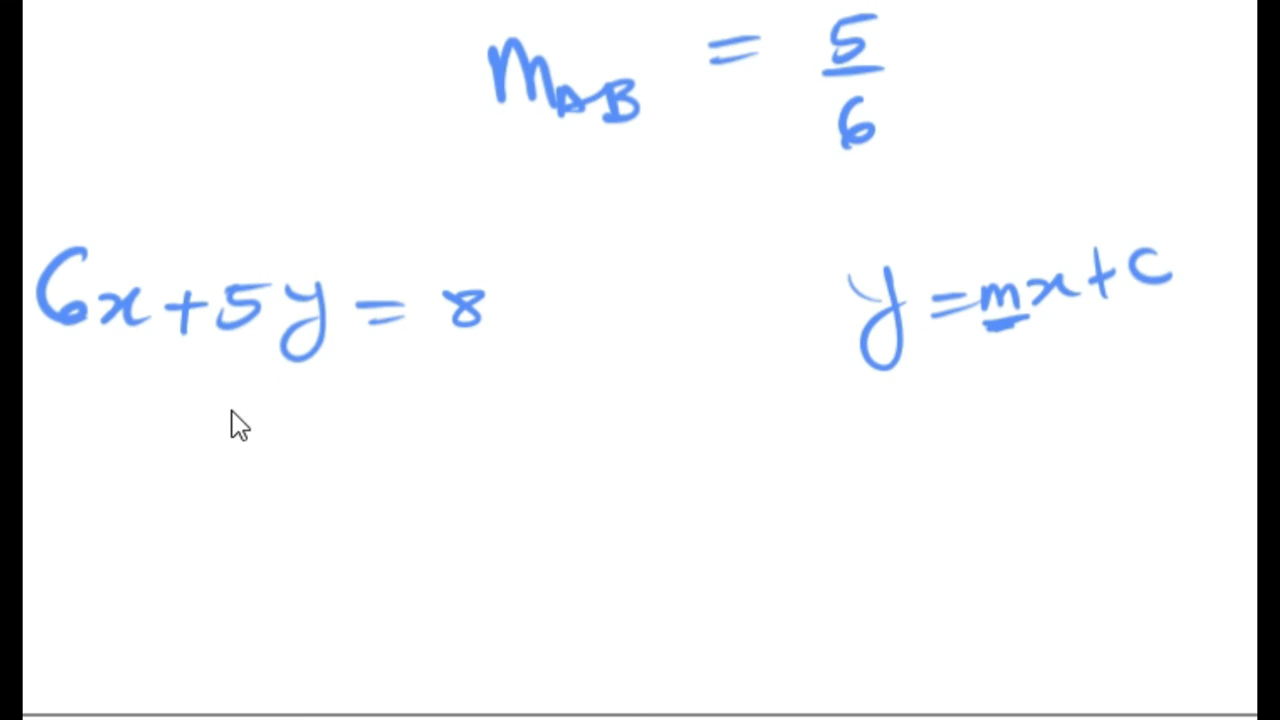 m_AB = 5/6
6x + 5y = 8
y = mx + c